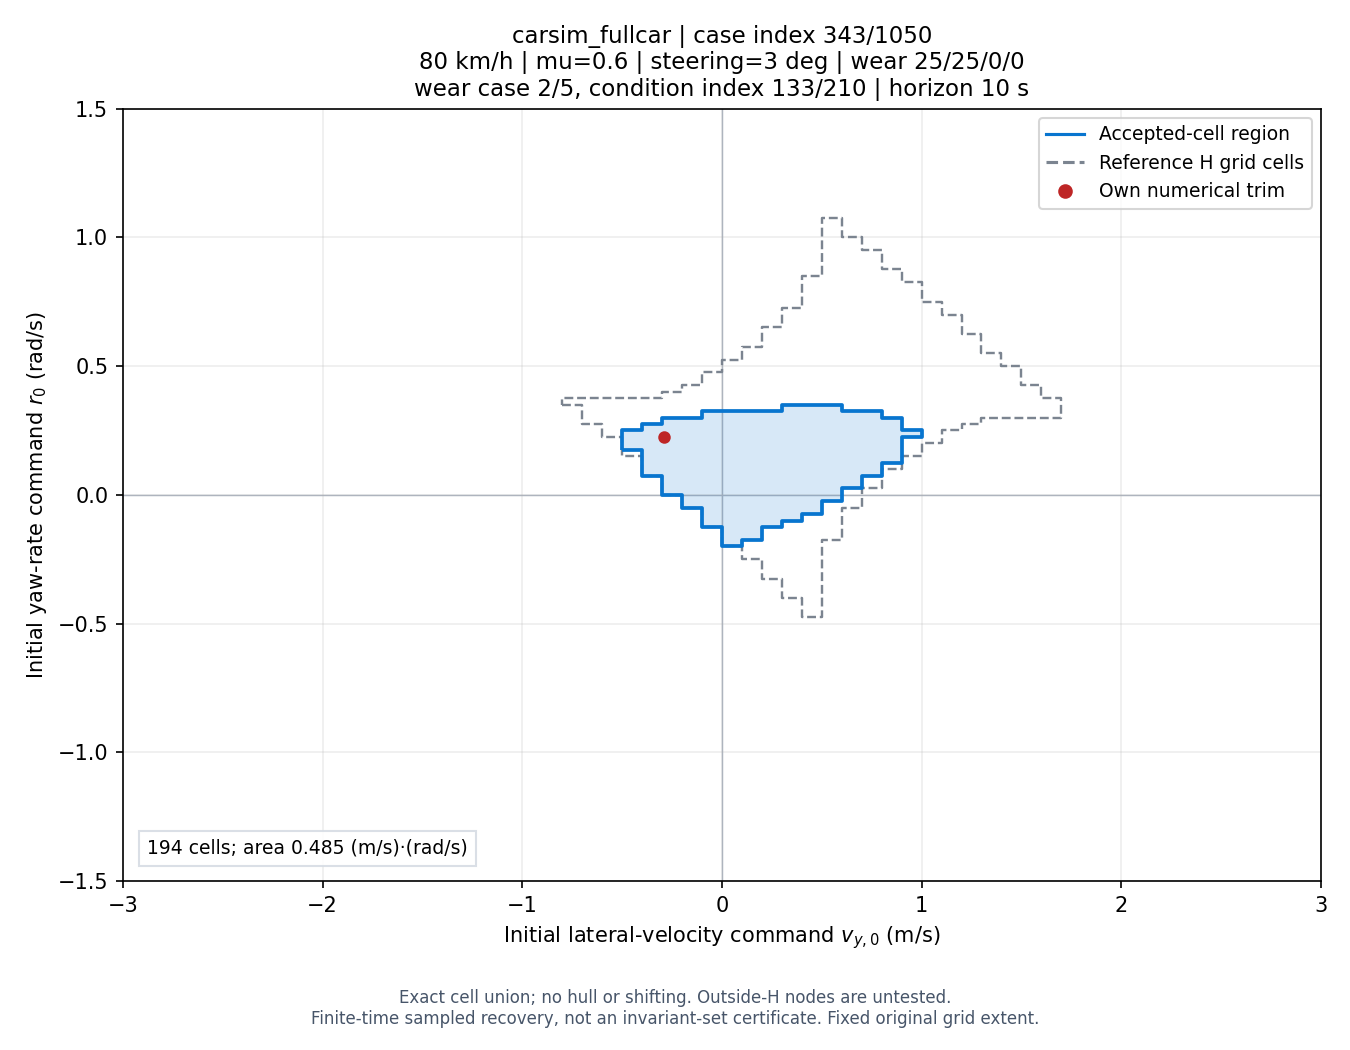 carsim_fullcar | case index 343/1050
80 km/h | mu=0.6 | steering=3 deg | wear 25/25/0/0
wear case 2/5, condition index 133/210 | horizon 10 s
1.5
1.0
0.5
0.0
−0.5
−1.0
−1.5
Initial yaw-rate command r₀ (rad/s)
Accepted-cell region
Reference H grid cells
Own numerical trim
194 cells; area 0.485 (m/s)·(rad/s)
−3
−2
−1
0
1
2
3
Initial lateral-velocity command v_{y,0} (m/s)
Exact cell union; no hull or shifting. Outside-H nodes are untested.
Finite-time sampled recovery, not an invariant-set certificate. Fixed original grid extent.